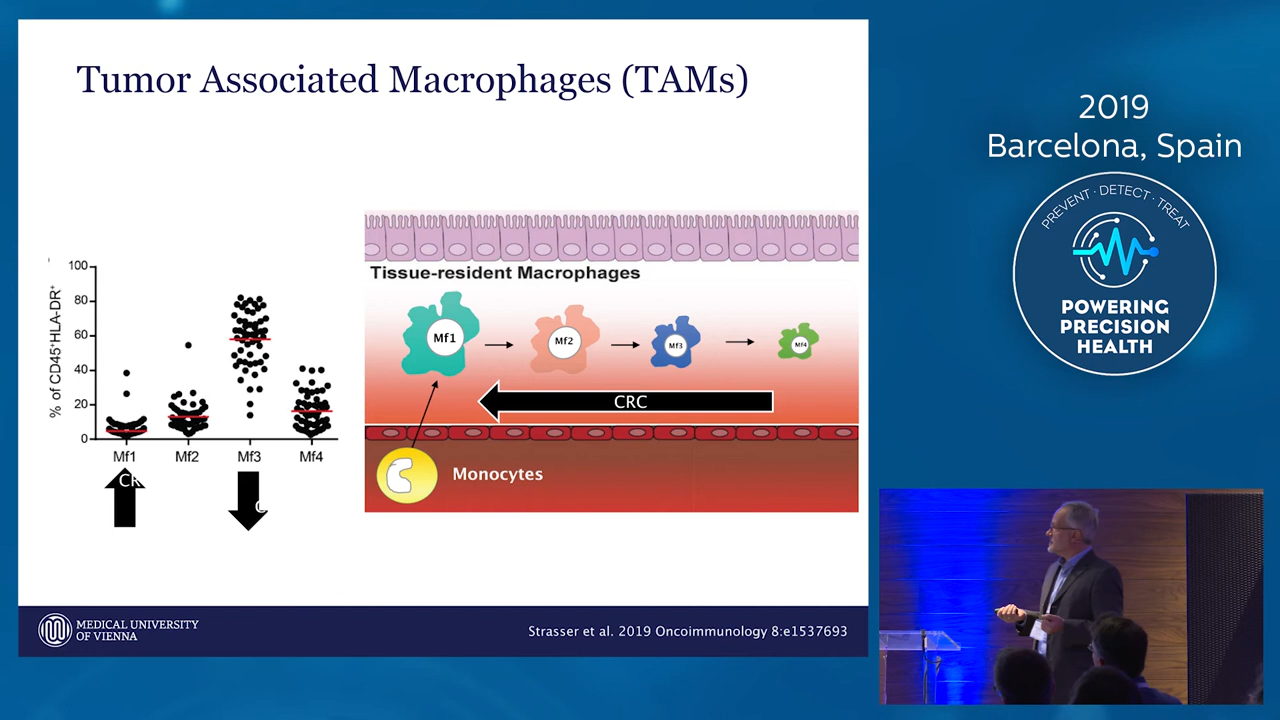 Tumor Associated Macrophages (TAMs)
% of CD45⁺HLA-DR⁺
100
80
60
40
20
0
Mf1
Mf2
Mf3
Mf4
Tissue-resident Macrophages
Mf1
Mf2
Mf3
Mf4
CRC
Monocytes
MEDICAL UNIVERSITY
OF VIENNA
Strasser et al. 2019 Oncoimmunology 8:e1537693
2019
Barcelona, Spain
PREVENT · DETECT · TREAT
POWERING
PRECISION
HEALTH